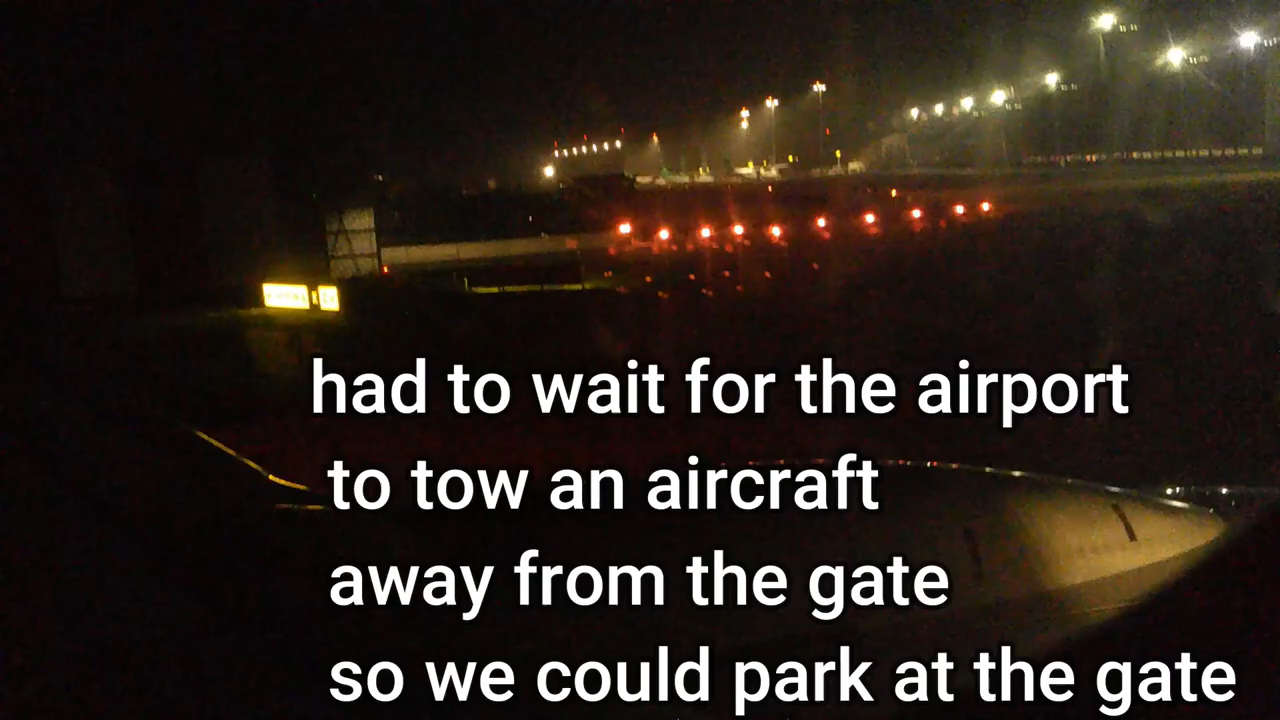 had to wait for the airport
to tow an aircraft
away from the gate
so we could park at the gate